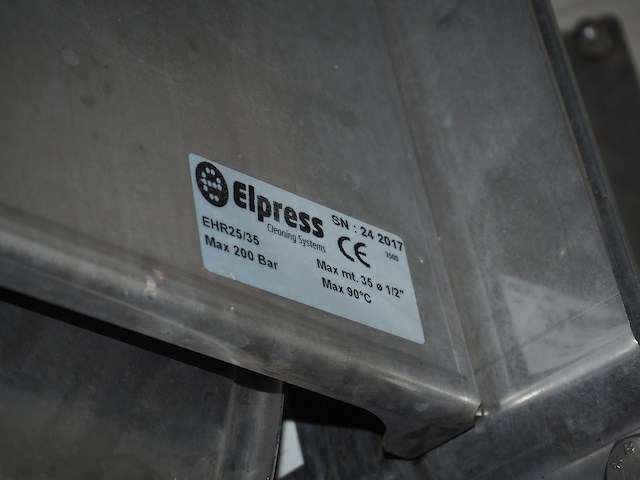 Elpress
Cleaning Systems
SN : 24 2017
3500
CE
EHR25/35
Max 200 Bar
Max mt. 35 ø 1/2"
Max 90°C